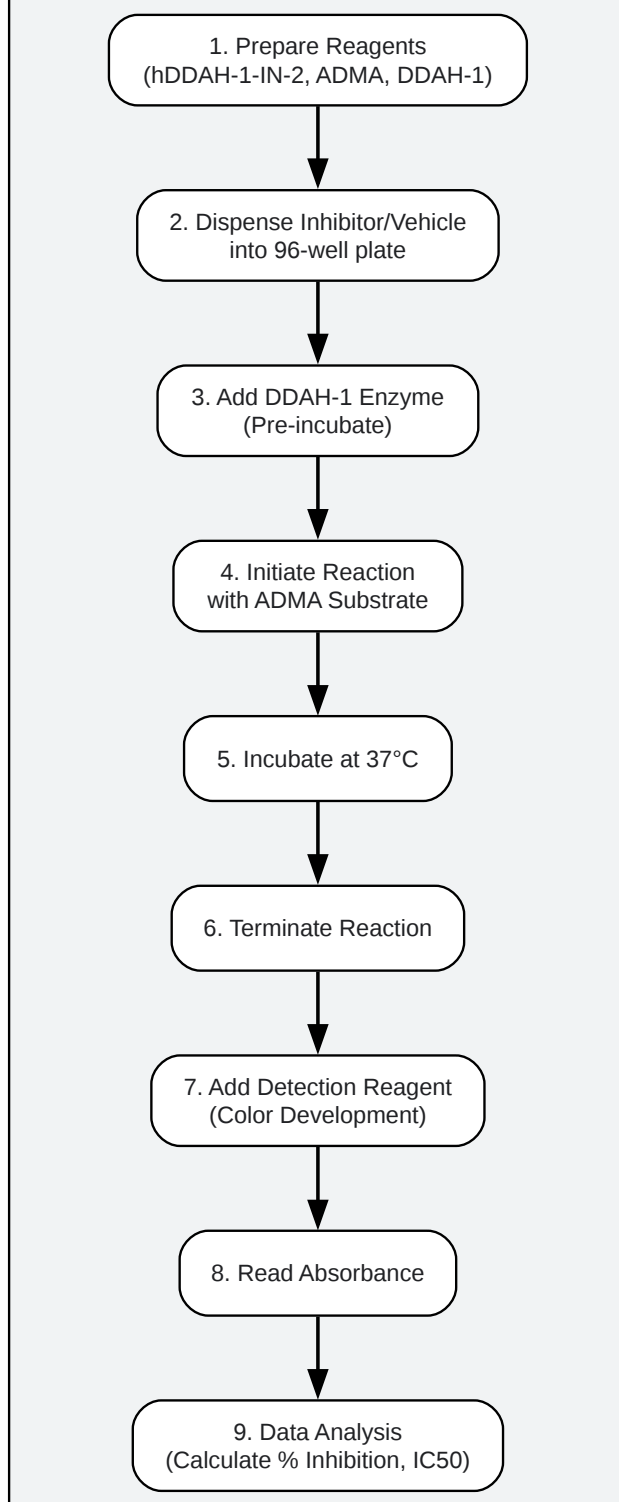 1. Prepare Reagents
(hDDAH-1-IN-2, ADMA, DDAH-1)
2. Dispense Inhibitor/Vehicle
into 96-well plate
3. Add DDAH-1 Enzyme
(Pre-incubate)
4. Initiate Reaction
with ADMA Substrate
5. Incubate at 37°C
6. Terminate Reaction
7. Add Detection Reagent
(Color Development)
8. Read Absorbance
9. Data Analysis
(Calculate % Inhibition, IC50)